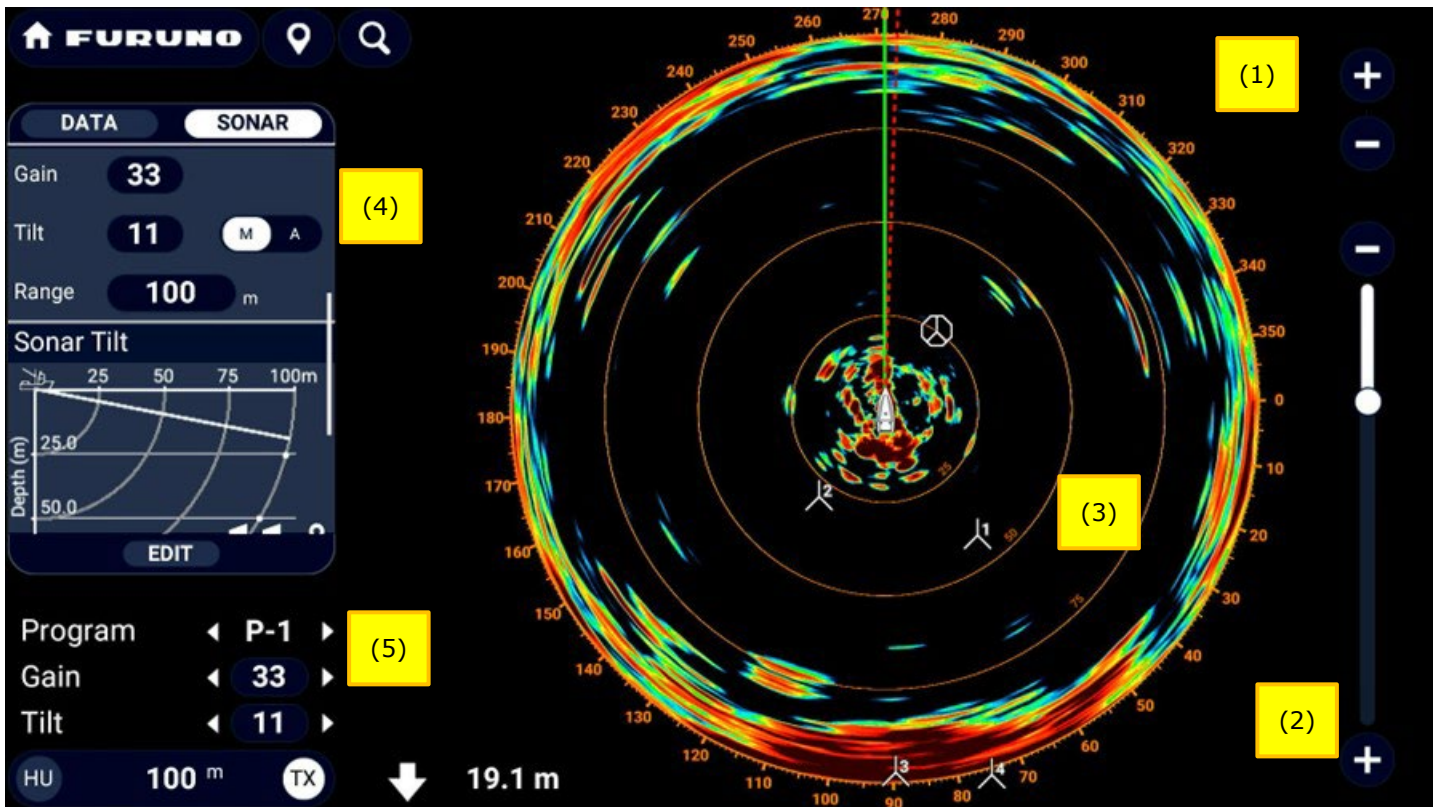 FURUNO
DATA SONAR
Gain 33
Tilt 11 M A
Range 100 m
Sonar Tilt
25 50 75 100m
25.0
50.0
Depth (m)
EDIT
Program P-1
Gain 33
Tilt 11
HU 100 m TX
19.1 m
(1)
(2)
(3)
(4)
(5)
260 270 280
250 290
240 300
230 310
220 320
210 330
200 340
190 350
180 0
170 10
160 20
150 30
140 40
130 50
120 60
110 70
100 90 80
25
50
75
2
1
3
4